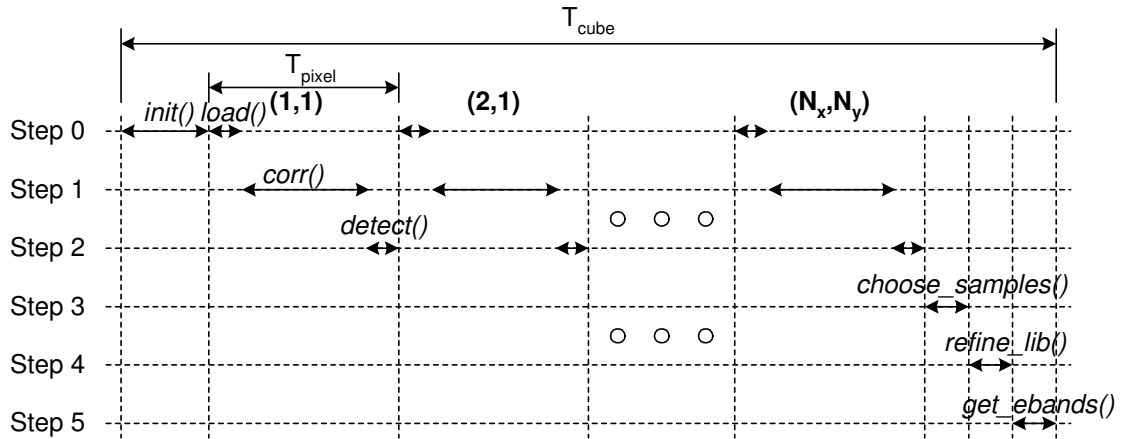 T_cube
T_pixel
init() load() (1,1) (2,1) (N_x,N_y)
Step 0
Step 1 corr()
detect()
Step 2
choose_samples()
Step 3
refine_lib()
Step 4
get_ebands()
Step 5